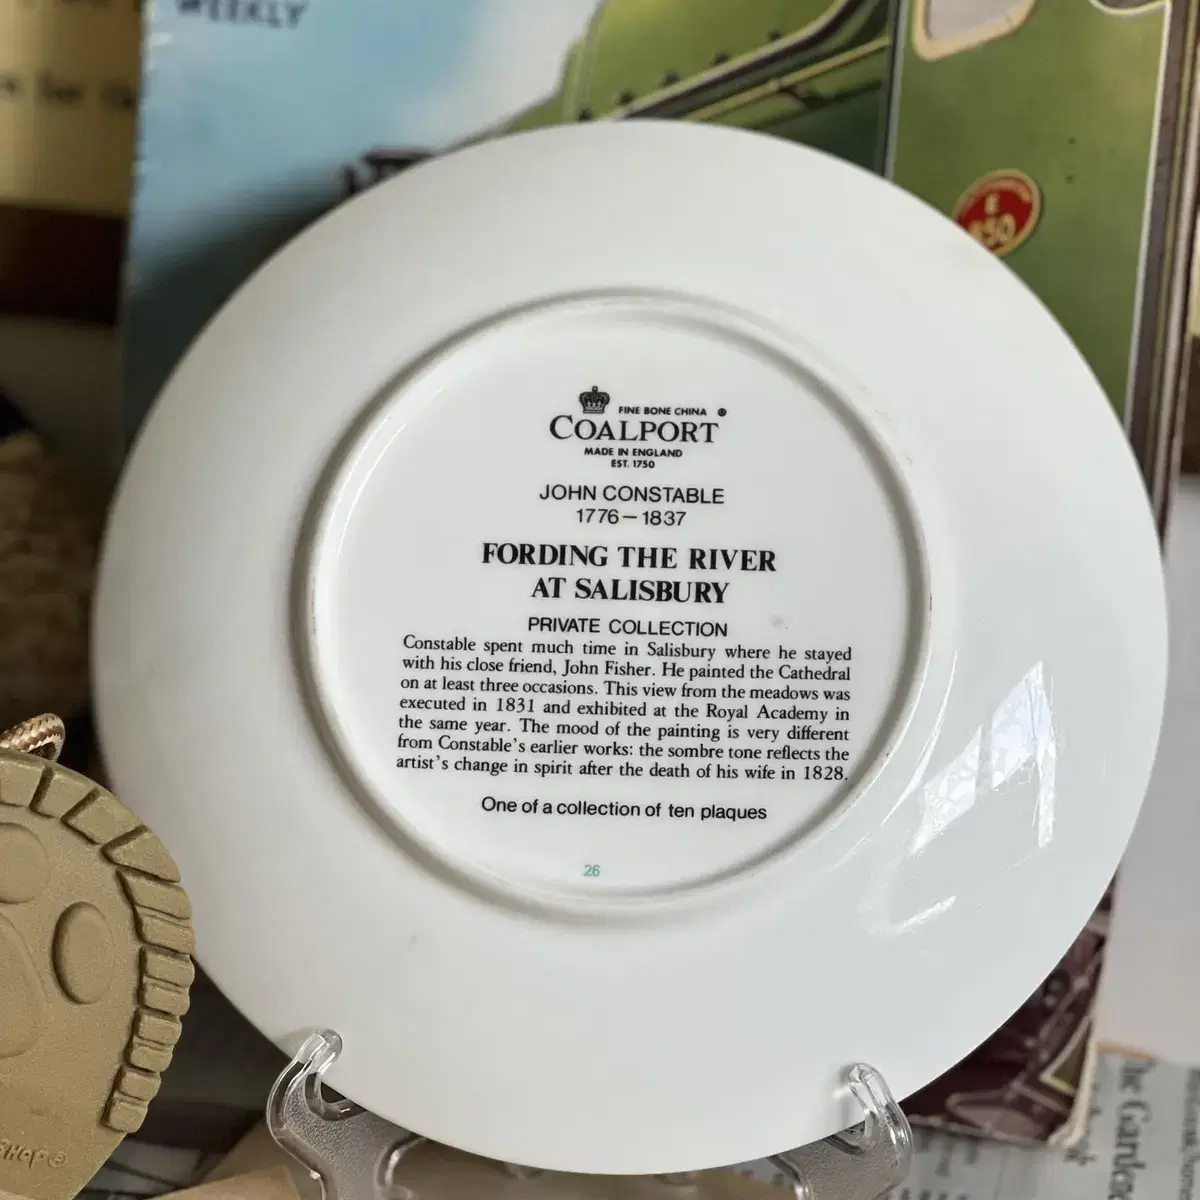 WEEKLY
FINE BONE CHINA ®
COALPORT
MADE IN ENGLAND
EST. 1750
JOHN CONSTABLE
1776–1837
FORDING THE RIVER
AT SALISBURY
PRIVATE COLLECTION
Constable spent much time in Salisbury where he stayed
with his close friend, John Fisher. He painted the Cathedral
on at least three occasions. This view from the meadows was
executed in 1831 and exhibited at the Royal Academy in
the same year. The mood of the painting is very different
from Constable's earlier works: the sombre tone reflects the
artist's change in spirit after the death of his wife in 1828.
One of a collection of ten plaques
26